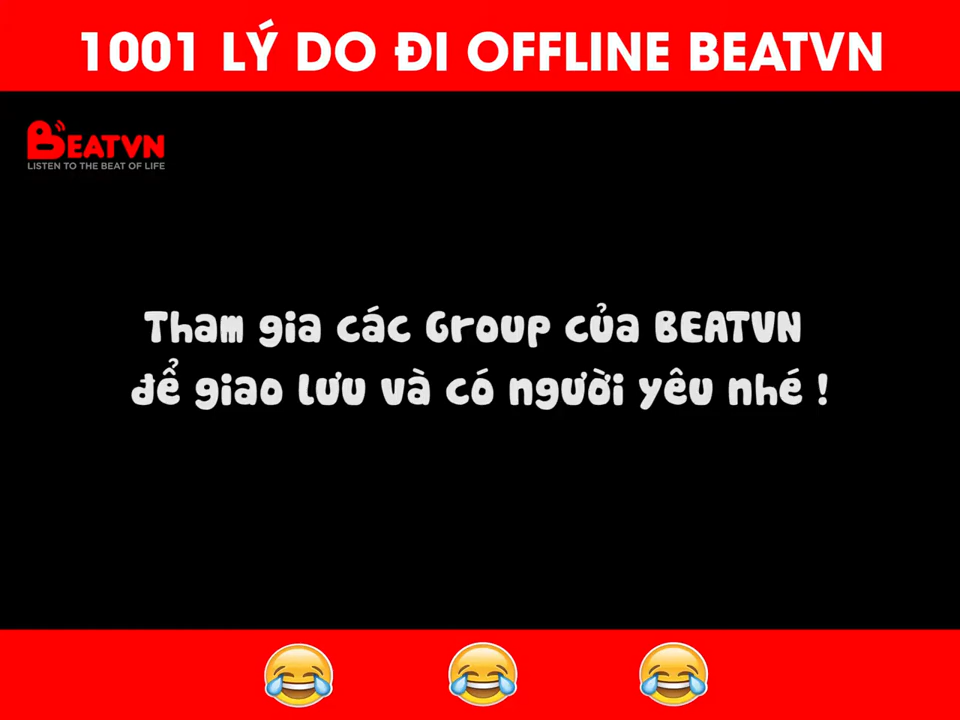 1001 LÝ DO ĐI OFFLINE BEATVN
BEATVN
LISTEN TO THE BEAT OF LIFE
Tham gia các Group của BEATVN
để giao lưu và có người yêu nhé !